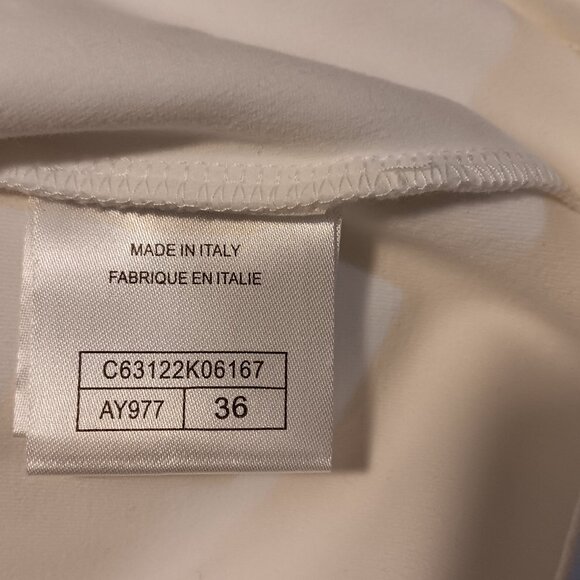 MADE IN ITALY
FABRIQUE EN ITALIE
C63122K06167
AY977 36